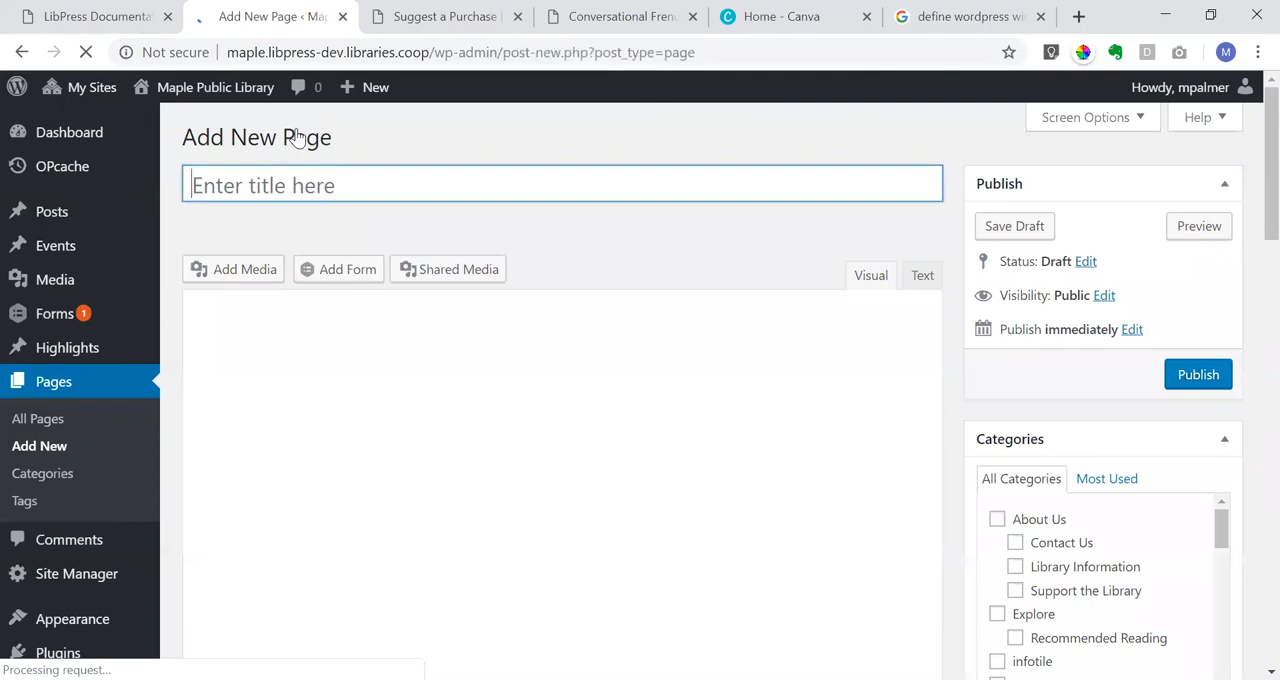 LibPress Documenta
Add New Page ‹ Ma
Suggest a Purchase
Conversational Fren
Home - Canva
define wordpress wi
Not secure
maple.libpress-dev.libraries.coop/wp-admin/post-new.php?post_type=page
M
My Sites
Maple Public Library
0
New
Howdy, mpalmer
Dashboard
OPcache
Posts
Events
Media
Forms 1
Highlights
Pages
All Pages
Add New
Categories
Tags
Comments
Site Manager
Appearance
Plugins
Processing request...
Add New Page
Screen Options
Help
Enter title here
Add Media
Add Form
Shared Media
Visual
Text
Publish
Save Draft
Preview
Status: Draft Edit
Visibility: Public Edit
Publish immediately Edit
Publish
Categories
All Categories
Most Used
About Us
Contact Us
Library Information
Support the Library
Explore
Recommended Reading
infotile